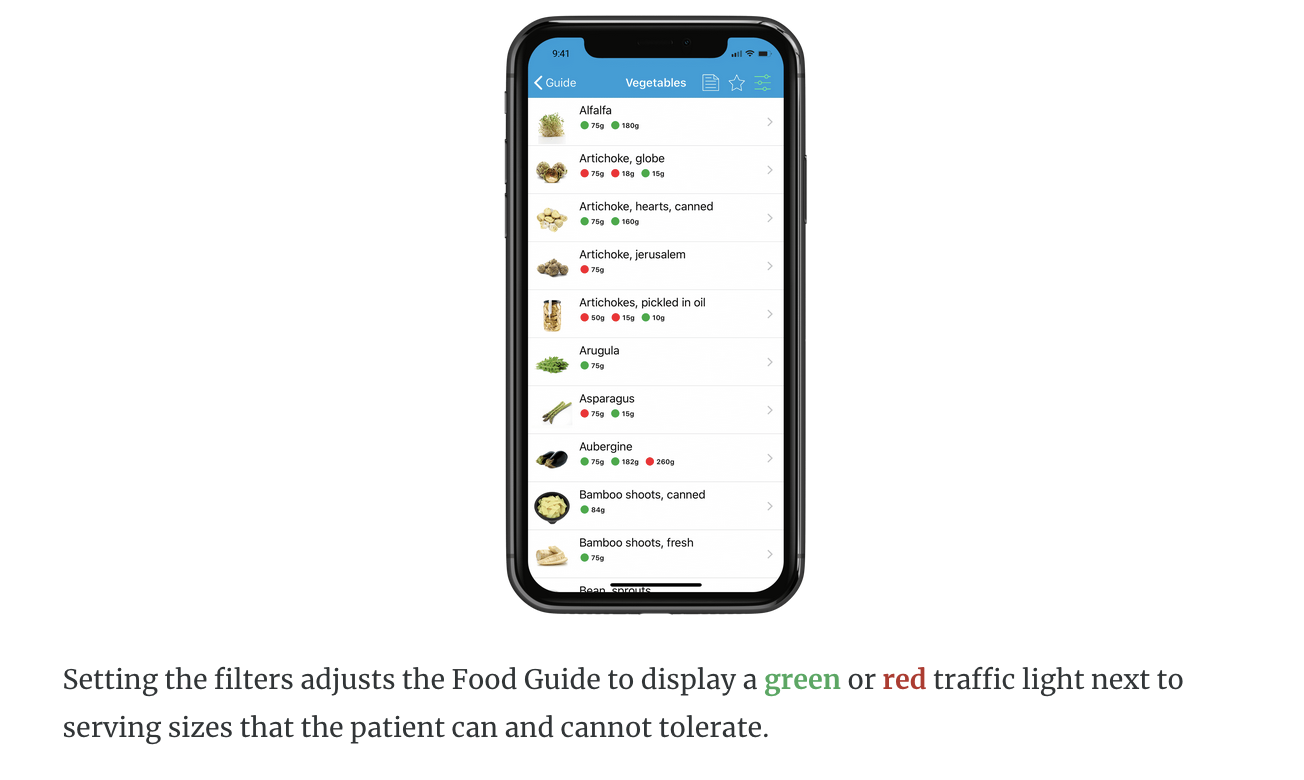 9:41
Guide Vegetables
Alfalfa
75g 180g
Artichoke, globe
75g 18g 15g
Artichoke, hearts, canned
75g 160g
Artichoke, jerusalem
75g
Artichokes, pickled in oil
50g 15g 10g
Arugula
75g
Asparagus
75g 15g
Aubergine
75g 182g 260g
Bamboo shoots, canned
84g
Bamboo shoots, fresh
75g
Bean, sprouts
Setting the filters adjusts the Food Guide to display a green or red traffic light next to
serving sizes that the patient can and cannot tolerate.